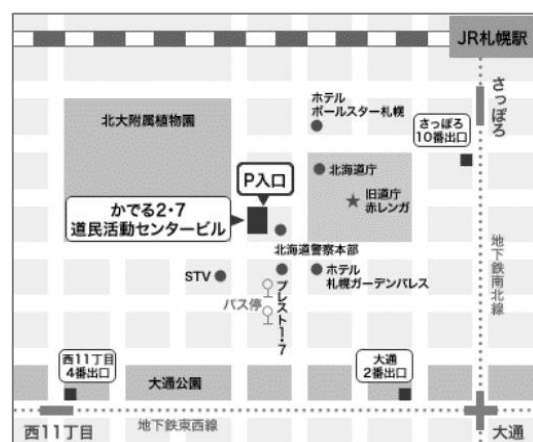 JR札幌駅
さっぽろ
ホテル
ポールスター札幌
北大附属植物園
さっぽろ
10番出口
P入口
北海道庁
旧道庁
赤レンガ
かでる2・7
道民活動センタービル
北海道警察本部
地下鉄南北線
STV
ホテル
札幌ガーデンパレス
プレスト1・7
バス停
西11丁目
4番出口
大通公園
大通
2番出口
西11丁目
地下鉄東西線
大通